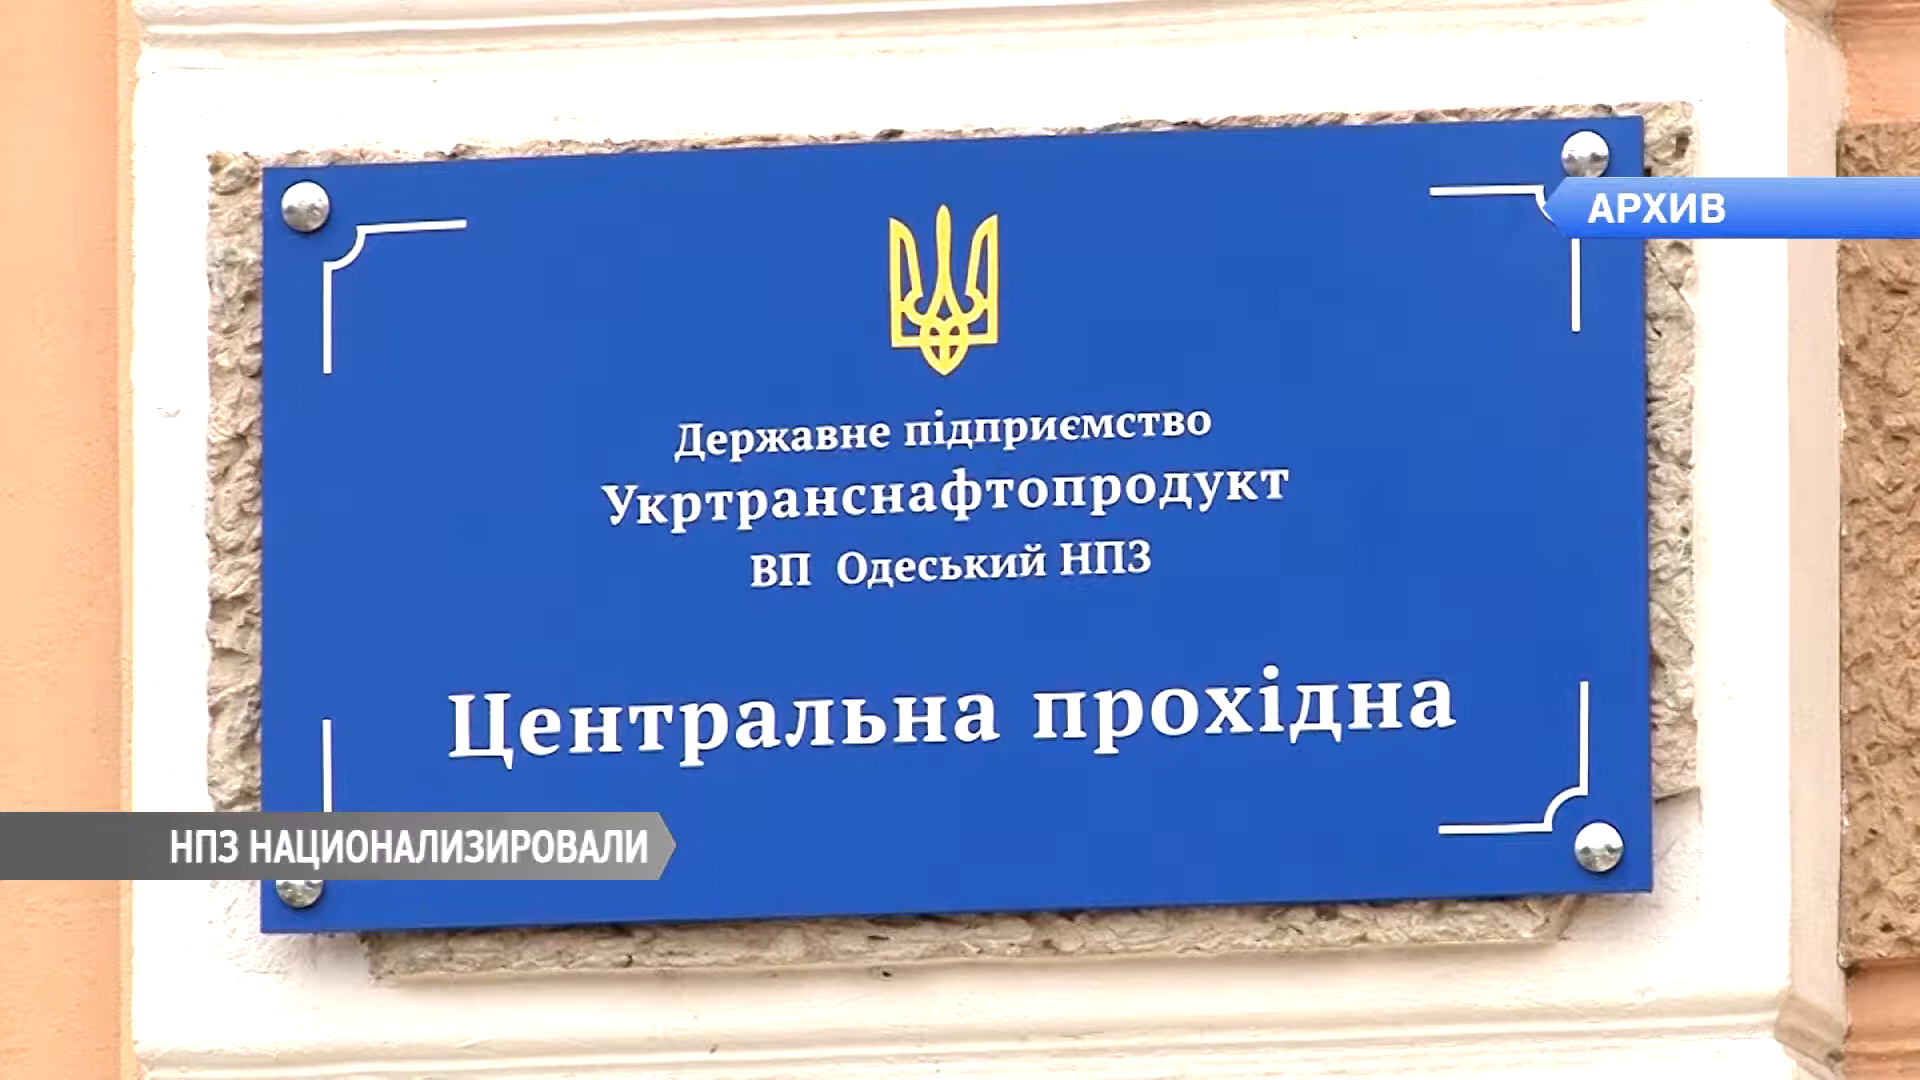 АРХИВ
Державне підприємство
Укртранснафтопродукт
ВП Одеський НПЗ
Центральна прохідна
НПЗ НАЦИОНАЛИЗИРОВАЛИ